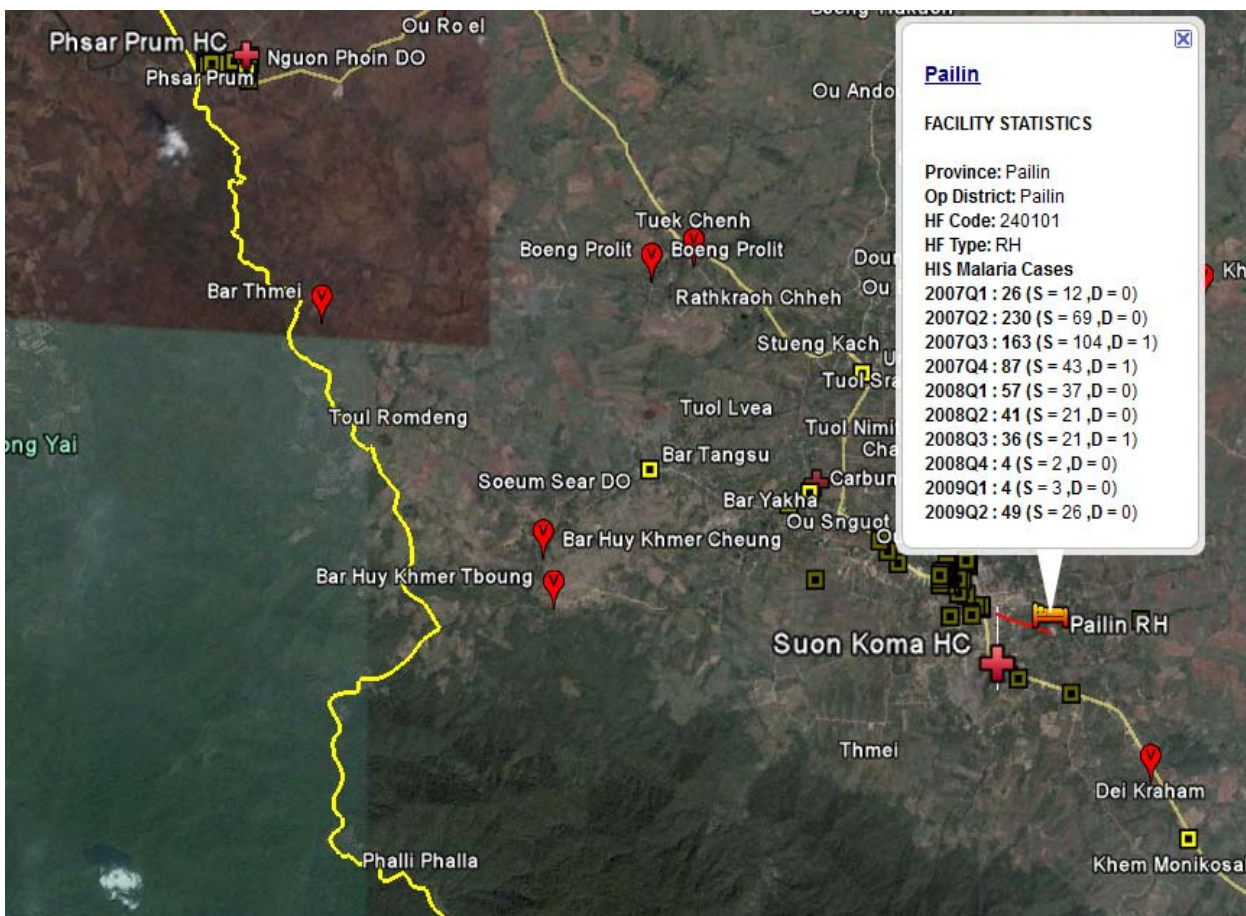 Ou Ro el
Phsar Prum HC
Nguon Phoin DO
Phsar Prum
Ou
Tuek Chenh
Boeng Prolit
Boeng Prolit
Bar Thmei
Rathkraoh Chheh
Stueng Kach
Tuol
Tuol Lvea
Toul Romdeng
Tuol Nimit
ong Yai
Bar Tangsu
Soeum Sear DO
Bar Yakha
Ou Snguot
Bar Huy Khmer Cheung
Bar Huy Khmer Tboung
Suon Koma HC
Pailin RH
Thmei
Dei Kraham
Phalli Phalla
Khem Monikosal
Pailin
FACILITY STATISTICS
Province: Pailin
Op District: Pailin
HF Code: 240101
HF Type: RH
HIS Malaria Cases
2007Q1 : 26 (S = 12 ,D = 0)
2007Q2 : 230 (S = 69 ,D = 0)
2007Q3 : 163 (S = 104 ,D = 1)
2007Q4 : 87 (S = 43 ,D = 1)
2008Q1 : 57 (S = 37 ,D = 0)
2008Q2 : 41 (S = 21 ,D = 0)
2008Q3 : 36 (S = 21 ,D = 1)
2008Q4 : 4 (S = 2 ,D = 0)
2009Q1 : 4 (S = 3 ,D = 0)
2009Q2 : 49 (S = 26 ,D = 0)